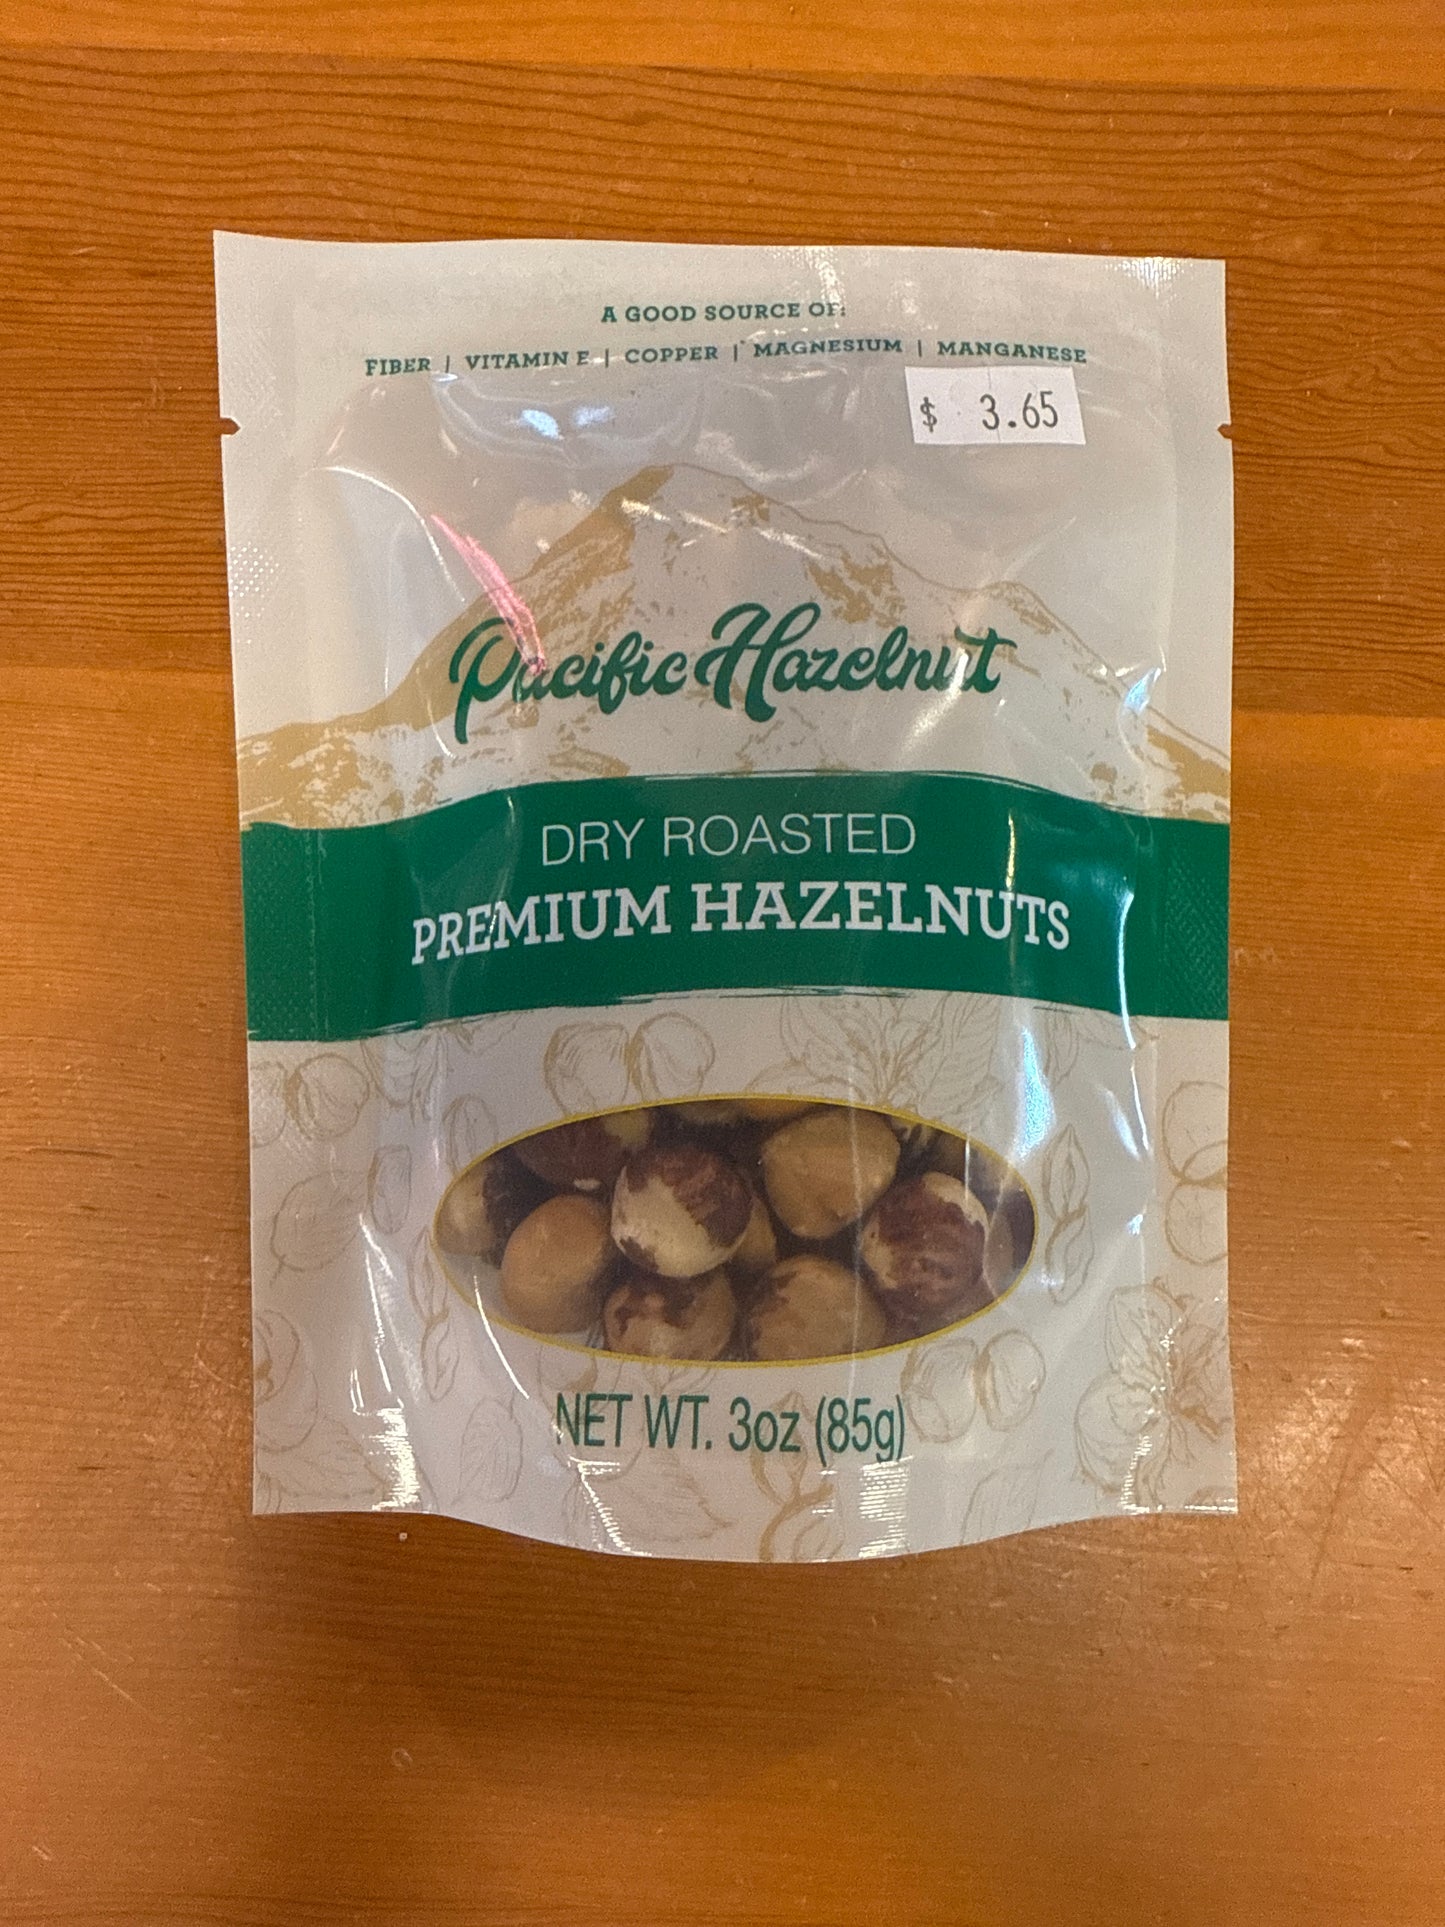 A GOOD SOURCE OF:
FIBER | VITAMIN E | COPPER | MAGNESIUM | MANGANESE
$ 3.65
Pacific Hazelnut
DRY ROASTED
PREMIUM HAZELNUTS
NET WT. 3oz (85g)